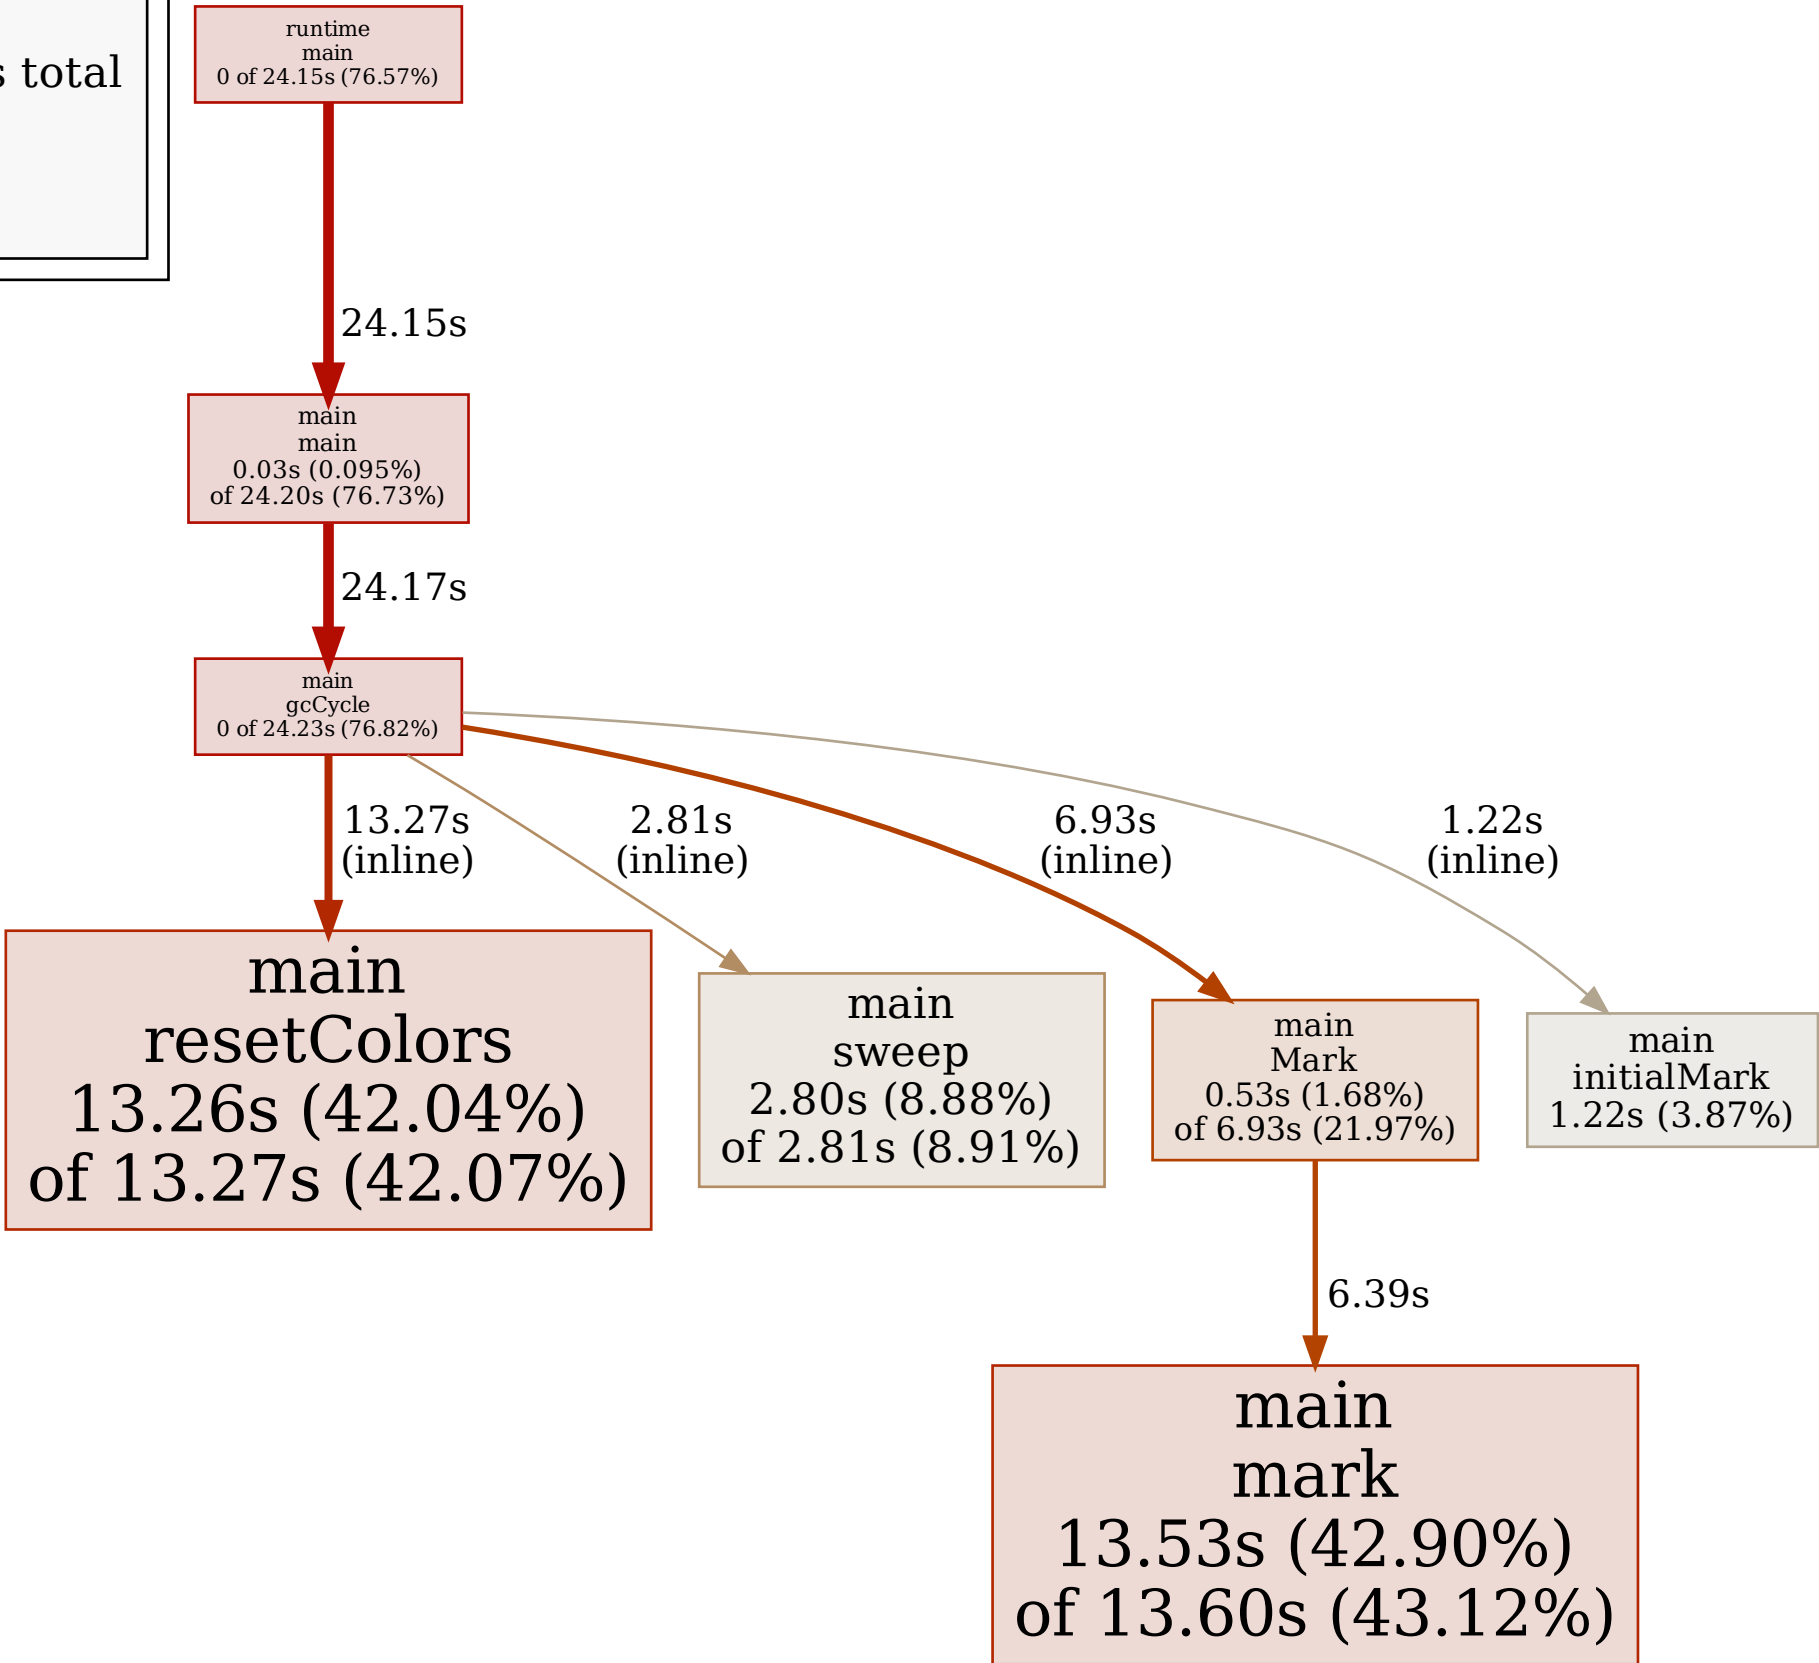 s total
runtime
main
0 of 24.15s (76.57%)
24.15s
main
main
0.03s (0.095%)
of 24.20s (76.73%)
24.17s
main
gcCycle
0 of 24.23s (76.82%)
13.27s
(inline)
2.81s
(inline)
6.93s
(inline)
1.22s
(inline)
main
resetColors
13.26s (42.04%)
of 13.27s (42.07%)
main
sweep
2.80s (8.88%)
of 2.81s (8.91%)
main
Mark
0.53s (1.68%)
of 6.93s (21.97%)
main
initialMark
1.22s (3.87%)
6.39s
main
mark
13.53s (42.90%)
of 13.60s (43.12%)